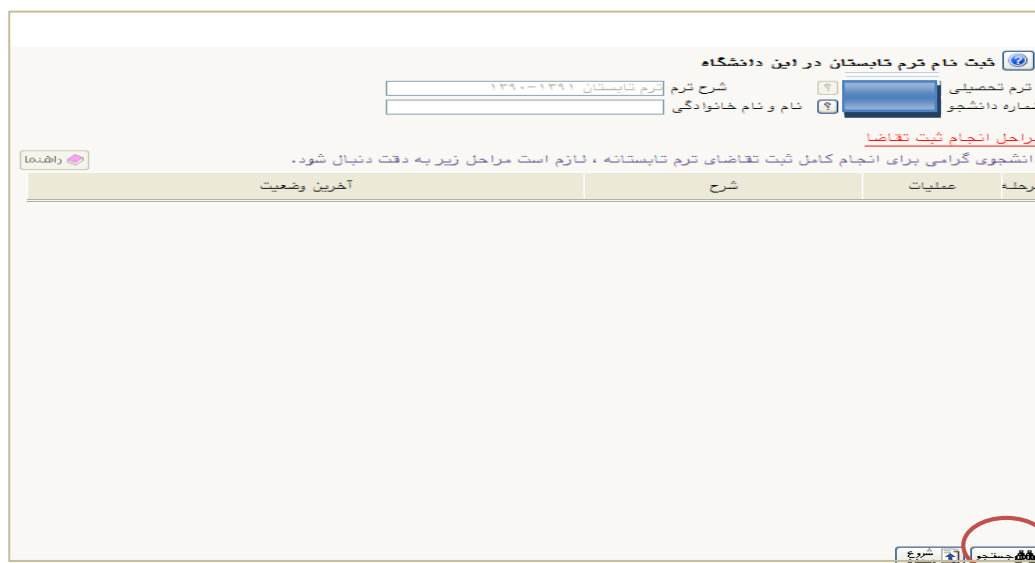 ثبت نام ترم تابستان در این دانشگاه
ترم تحصیلی ? شرح ترم ترم تابستان ۱۳۹۱-۱۳۹۰
شماره دانشجو ? نام و نام خانوادگی
مراحل انجام ثبت تقاضا
دانشجوی گرامی برای انجام کامل ثبت تقاضای ترم تابستانه ، لازم است مراحل زیر به دقت دنبال شود.
راهنما
مرحله عملیات شرح آخرین وضعیت
جستجو شروع